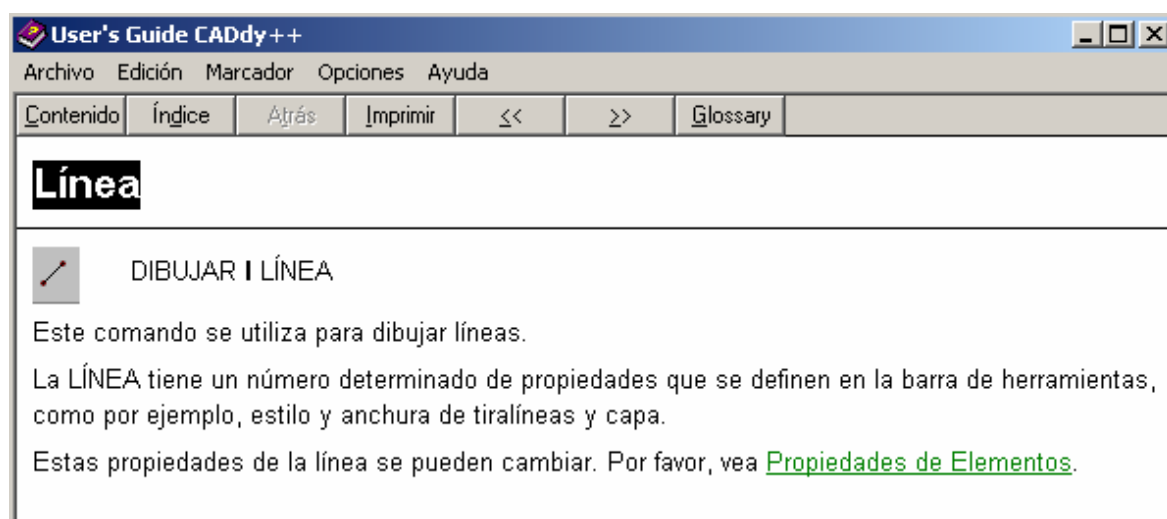 User's Guide CADdy++
Archivo Edición Marcador Opciones Ayuda
Contenido Índice Atrás Imprimir << >> Glossary
Línea
DIBUJAR I LÍNEA
Este comando se utiliza para dibujar líneas.
La LÍNEA tiene un número determinado de propiedades que se definen en la barra de herramientas,
como por ejemplo, estilo y anchura de tiralíneas y capa.
Estas propiedades de la línea se pueden cambiar. Por favor, vea Propiedades de Elementos.